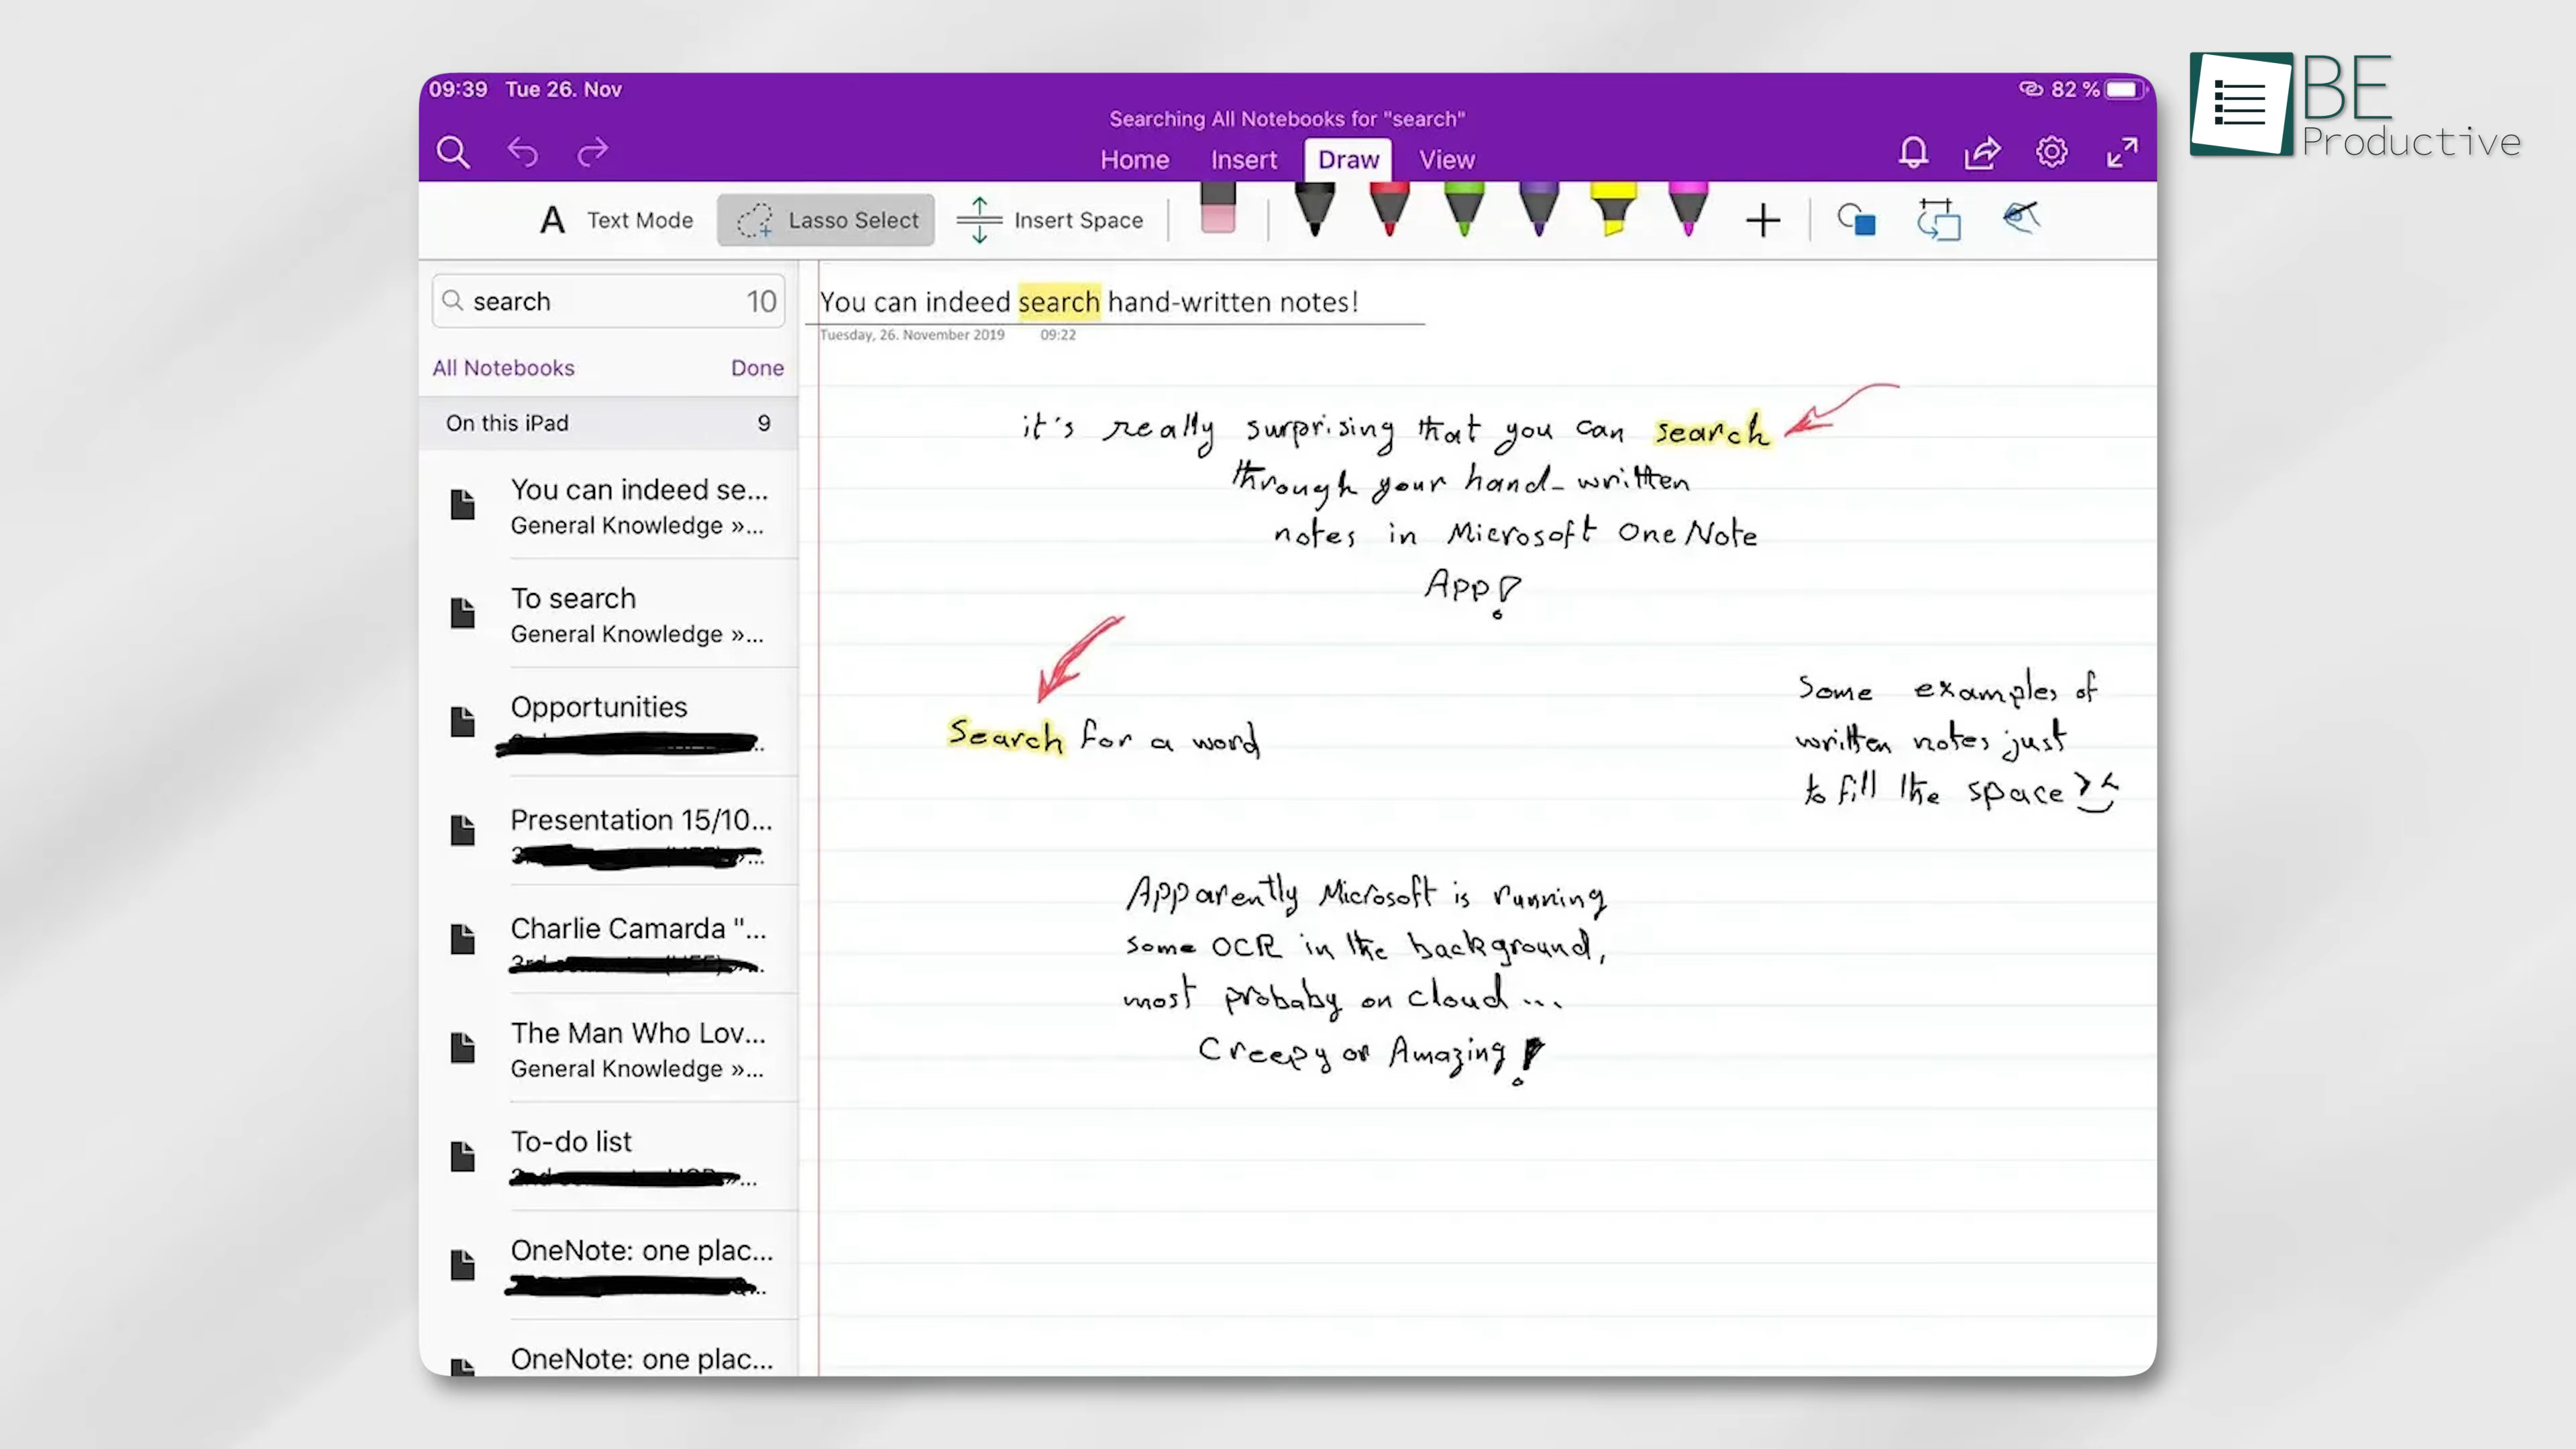 BE
Productive
09:39 Tue 26. Nov
82 %
Searching All Notebooks for "search"
Home Insert Draw View
A Text Mode Lasso Select Insert Space
search 10
All Notebooks Done
On this iPad 9
You can indeed se...
General Knowledge »...
To search
General Knowledge »...
Opportunities
Presentation 15/10...
Charlie Camarda "...
The Man Who Lov...
General Knowledge »...
To-do list
OneNote: one plac...
OneNote: one plac...
You can indeed search hand-written notes!
Tuesday, 26. November 2019 09:22
it's really surprising that you can search
through your hand-written
notes in Microsoft OneNote
App!
Search for a word
Some examples of
written notes just
to fill the space
Apparently Microsoft is running
some OCR in the background,
most probaby on cloud...
Creepy or Amazing!